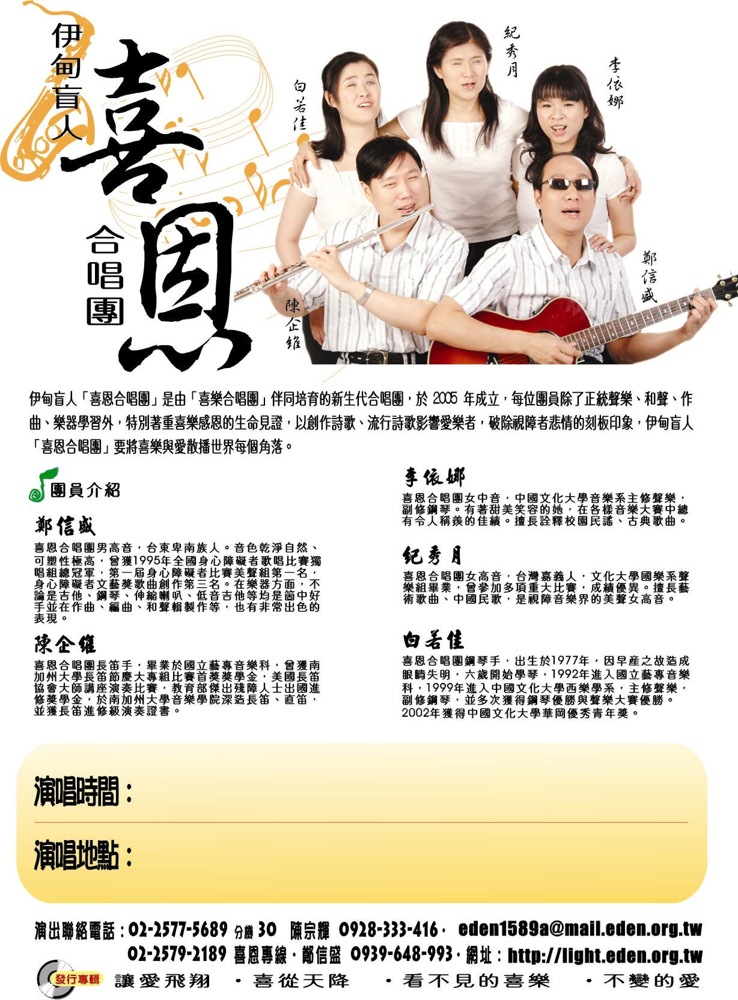 伊甸盲人
喜恩
合唱團
白若佳
紀秀月
李依娜
陳企維
鄭信盛
伊甸盲人「喜恩合唱團」是由「喜樂合唱團」伴同培育的新生代合唱團，於 2005 年成立，每位團員除了正統聲樂、和聲、作
曲、樂器學習外，特別著重喜樂感恩的生命見證，以創作詩歌、流行詩歌影響愛樂者，破除視障者悲情的刻板印象，伊甸盲人
「喜恩合唱團」要將喜樂與愛散播世界每個角落。
團員介紹
鄭信盛
喜恩合唱團男高音，台東卑南族人。音色乾淨自然、
可塑性極高，曾獲1995年全國身心障礙者歌唱比賽獨
唱組總冠軍，第一屆身心障礙者比賽美聲組第一名，
身心障礙者文藝獎歌曲創作第三名。在樂器方面，不
論是吉他、鋼琴、伸縮喇叭、低音吉他等均是箇中好
手並在作曲、編曲、和聲輯製作等，也有非常出色的
表現。
陳企維
喜恩合唱團長笛手，畢業於國立藝專音樂科，曾獲南
加州大學長笛節慶大專組比賽首獎獎學金，美國長笛
協會大師講座演奏比賽，教育部傑出殘障人士出國進
修獎學金，於南加州大學音樂學院深造長笛、直笛，
並獲長笛進修級演奏證書。
李依娜
喜恩合唱團女中音，中國文化大學音樂系主修聲樂，
副修鋼琴。有著甜美笑容的她，在各樣音樂大賽中總
有令人稱羨的佳績。擅長詮釋校園民謠、古典歌曲。
紀秀月
喜恩合唱團女高音，台灣嘉義人，文化大學國樂系聲
樂組畢業，曾參加多項重大比賽，成績優異。擅長藝
術歌曲、中國民歌，是視障音樂界的美聲女高音。
白若佳
喜恩合唱團鋼琴手，出生於1977年，因早產之故造成
眼睛失明，六歲開始學琴，1992年進入國立藝專音樂
科，1999年進入中國文化大學西樂學系，主修聲樂，
副修鋼琴，並多次獲得鋼琴優勝與聲樂大賽優勝。
2002年獲得中國文化大學華岡優秀青年獎。
演唱時間：
演唱地點：
演出聯絡電話：02-2577-5689 分機 30 陳宗輝 0928-333-416． eden1589a@mail.eden.org.tw
02-2579-2189 喜恩專線．鄭信盛 0939-648-993．網址：http://light.eden.org.tw
發行專輯 讓愛飛翔 ．喜從天降 ．看不見的喜樂 ．不變的愛